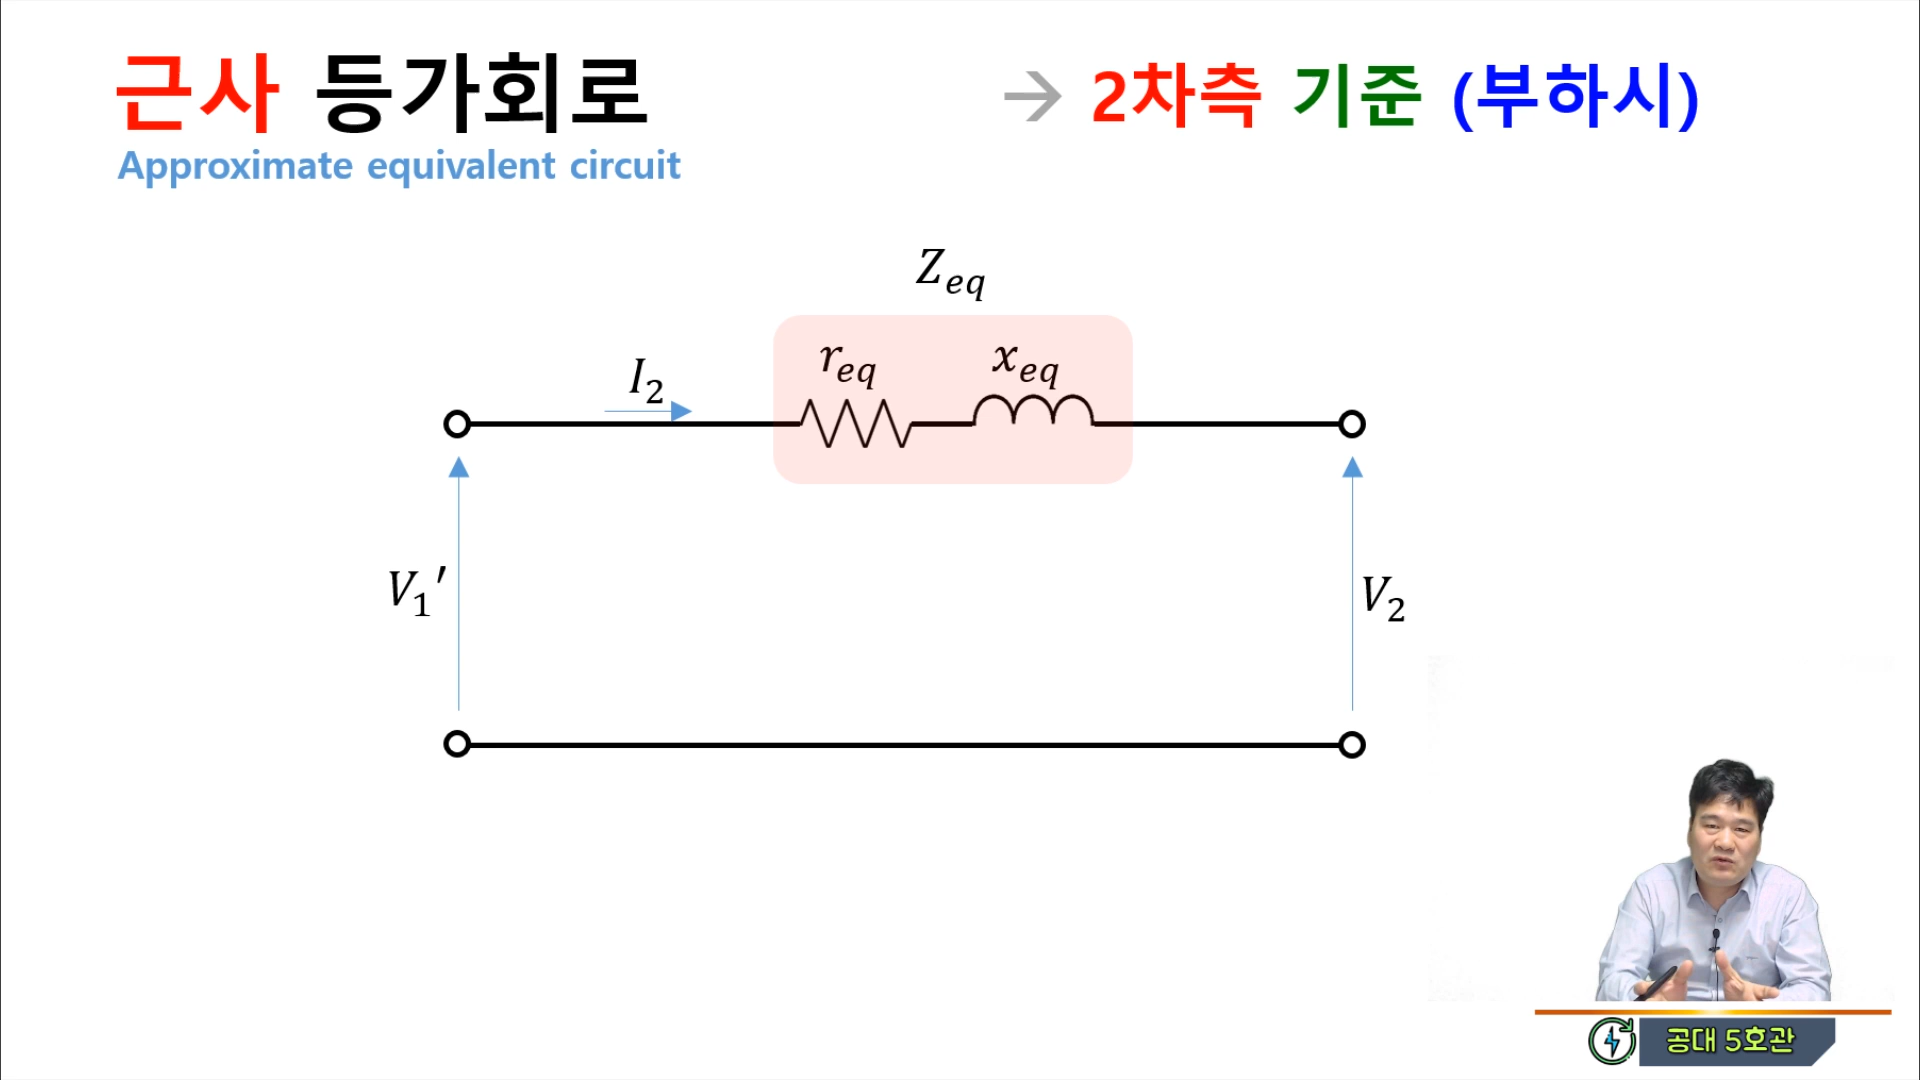 근사 등가회로 → 2차측 기준 (부하시)
Approximate equivalent circuit
Z_eq
r_eq x_eq
I_2
V_1′ V_2
공대 5호관